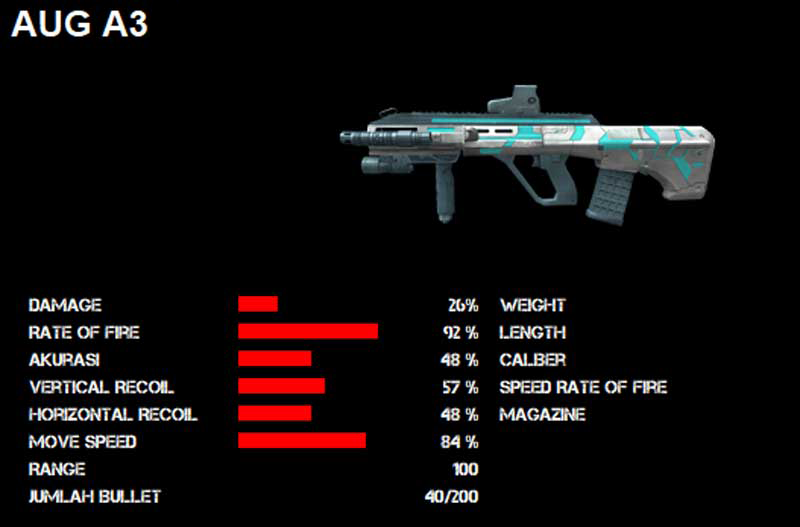 AUG A3
DAMAGE 26% WEIGHT
RATE OF FIRE 92 % LENGTH
AKURASI 48 % CALBER
VERTICAL RECOIL 57 % SPEED RATE OF FIRE
HORIZONTAL RECOIL 48 % MAGAZINE
MOVE SPEED 84 %
RANGE 100
JUMLAH BULLET 40/200